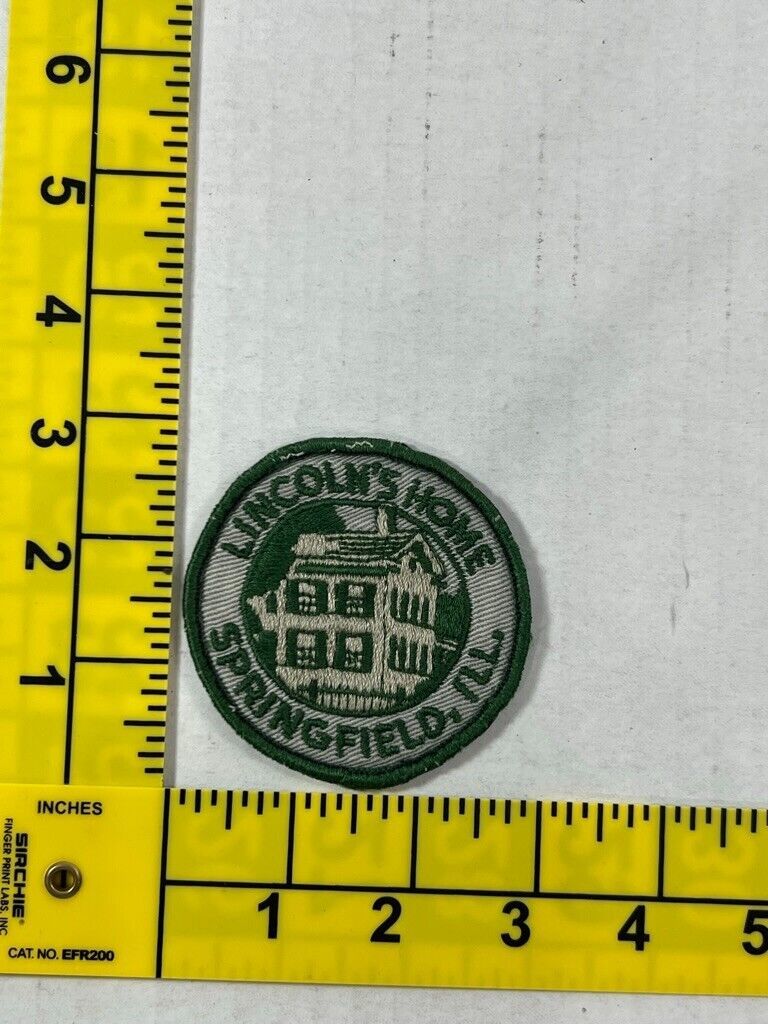 6
5
4
3
2
1
LINCOLN'S HOME
SPRINGFIELD, ILL.
INCHES
SIRCHIE®
FINGER PRINT LABS, INC
CAT. NO. EFR200
1 2 3 4 5